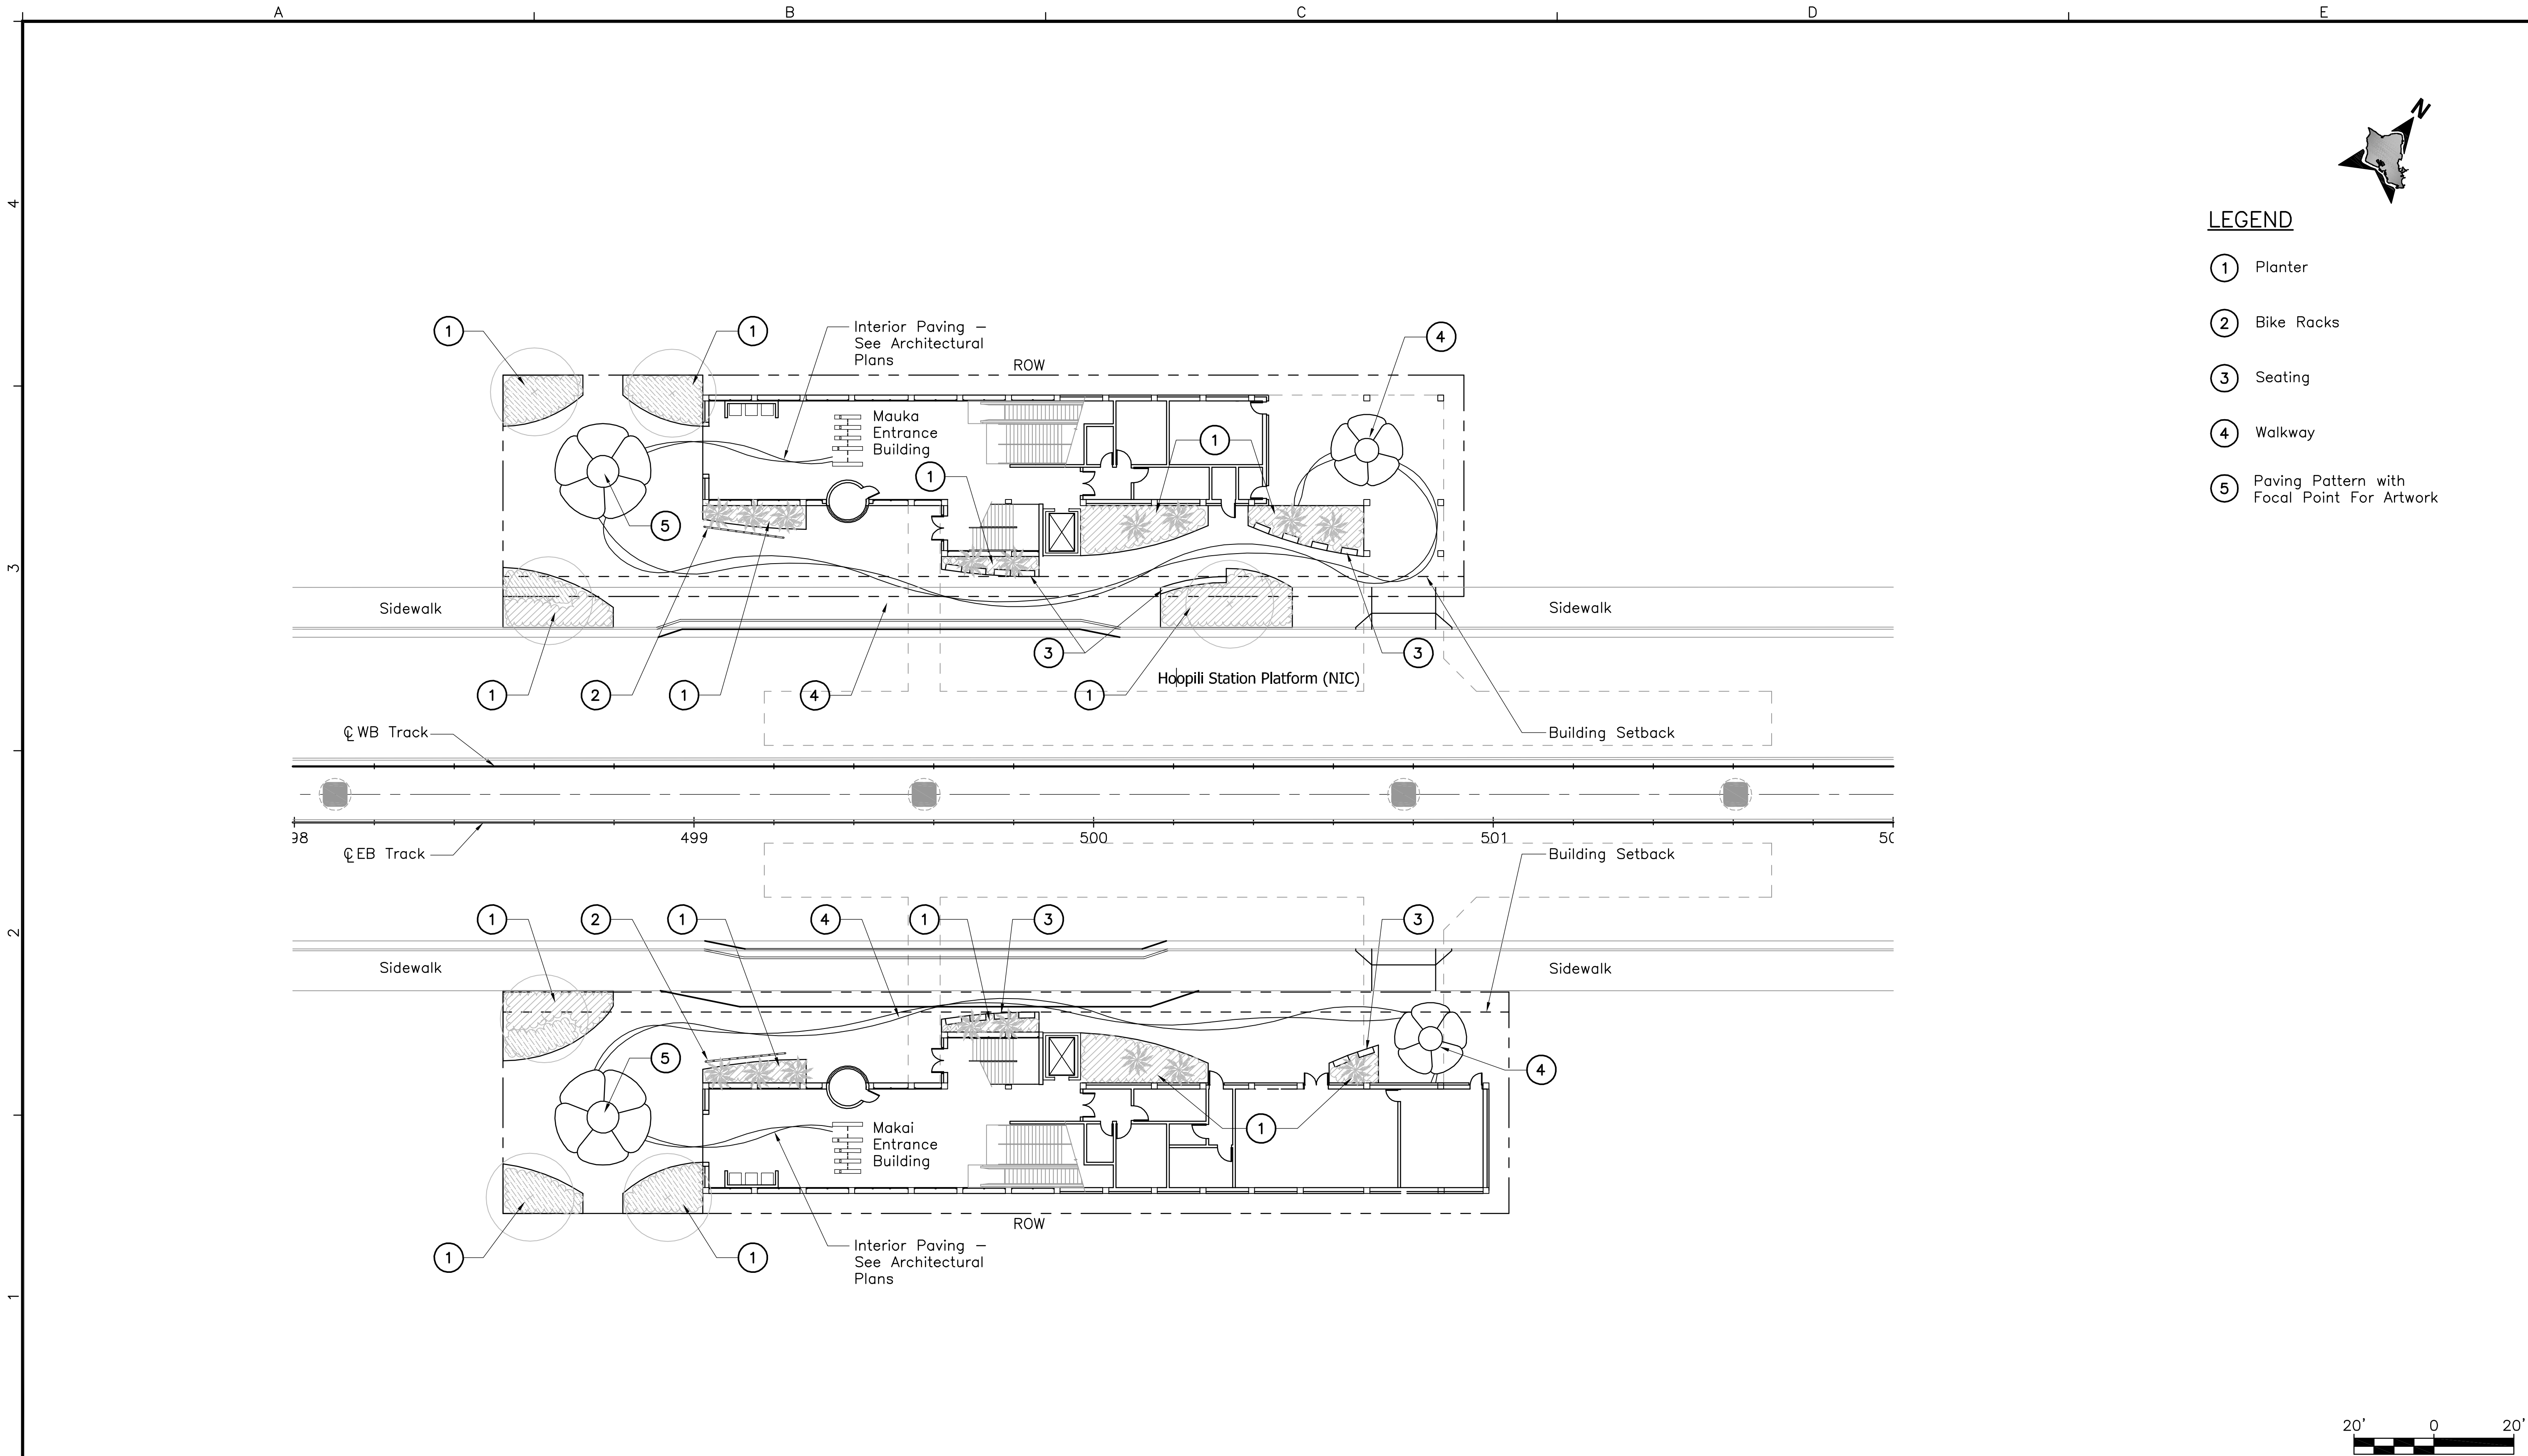 A B C D E
4
N
LEGEND
1 Planter
2 Bike Racks
3 Seating
4 Walkway
5 Paving Pattern with
Focal Point For Artwork
1
1
Interior Paving –
See Architectural
Plans
4
ROW
Mauka
Entrance
Building
1
1
5
3
Sidewalk
Sidewalk
3
3
1
2
1
4
1
Hoopili Station Platform (NIC)
℄ WB Track
Building Setback
98 499 500 501 50
℄ EB Track
Building Setback
1
2
1
4
1
3
3
2
Sidewalk
Sidewalk
5
4
Makai
Entrance
Building
1
ROW
1
1
Interior Paving –
See Architectural
Plans
1
20' 0 20'